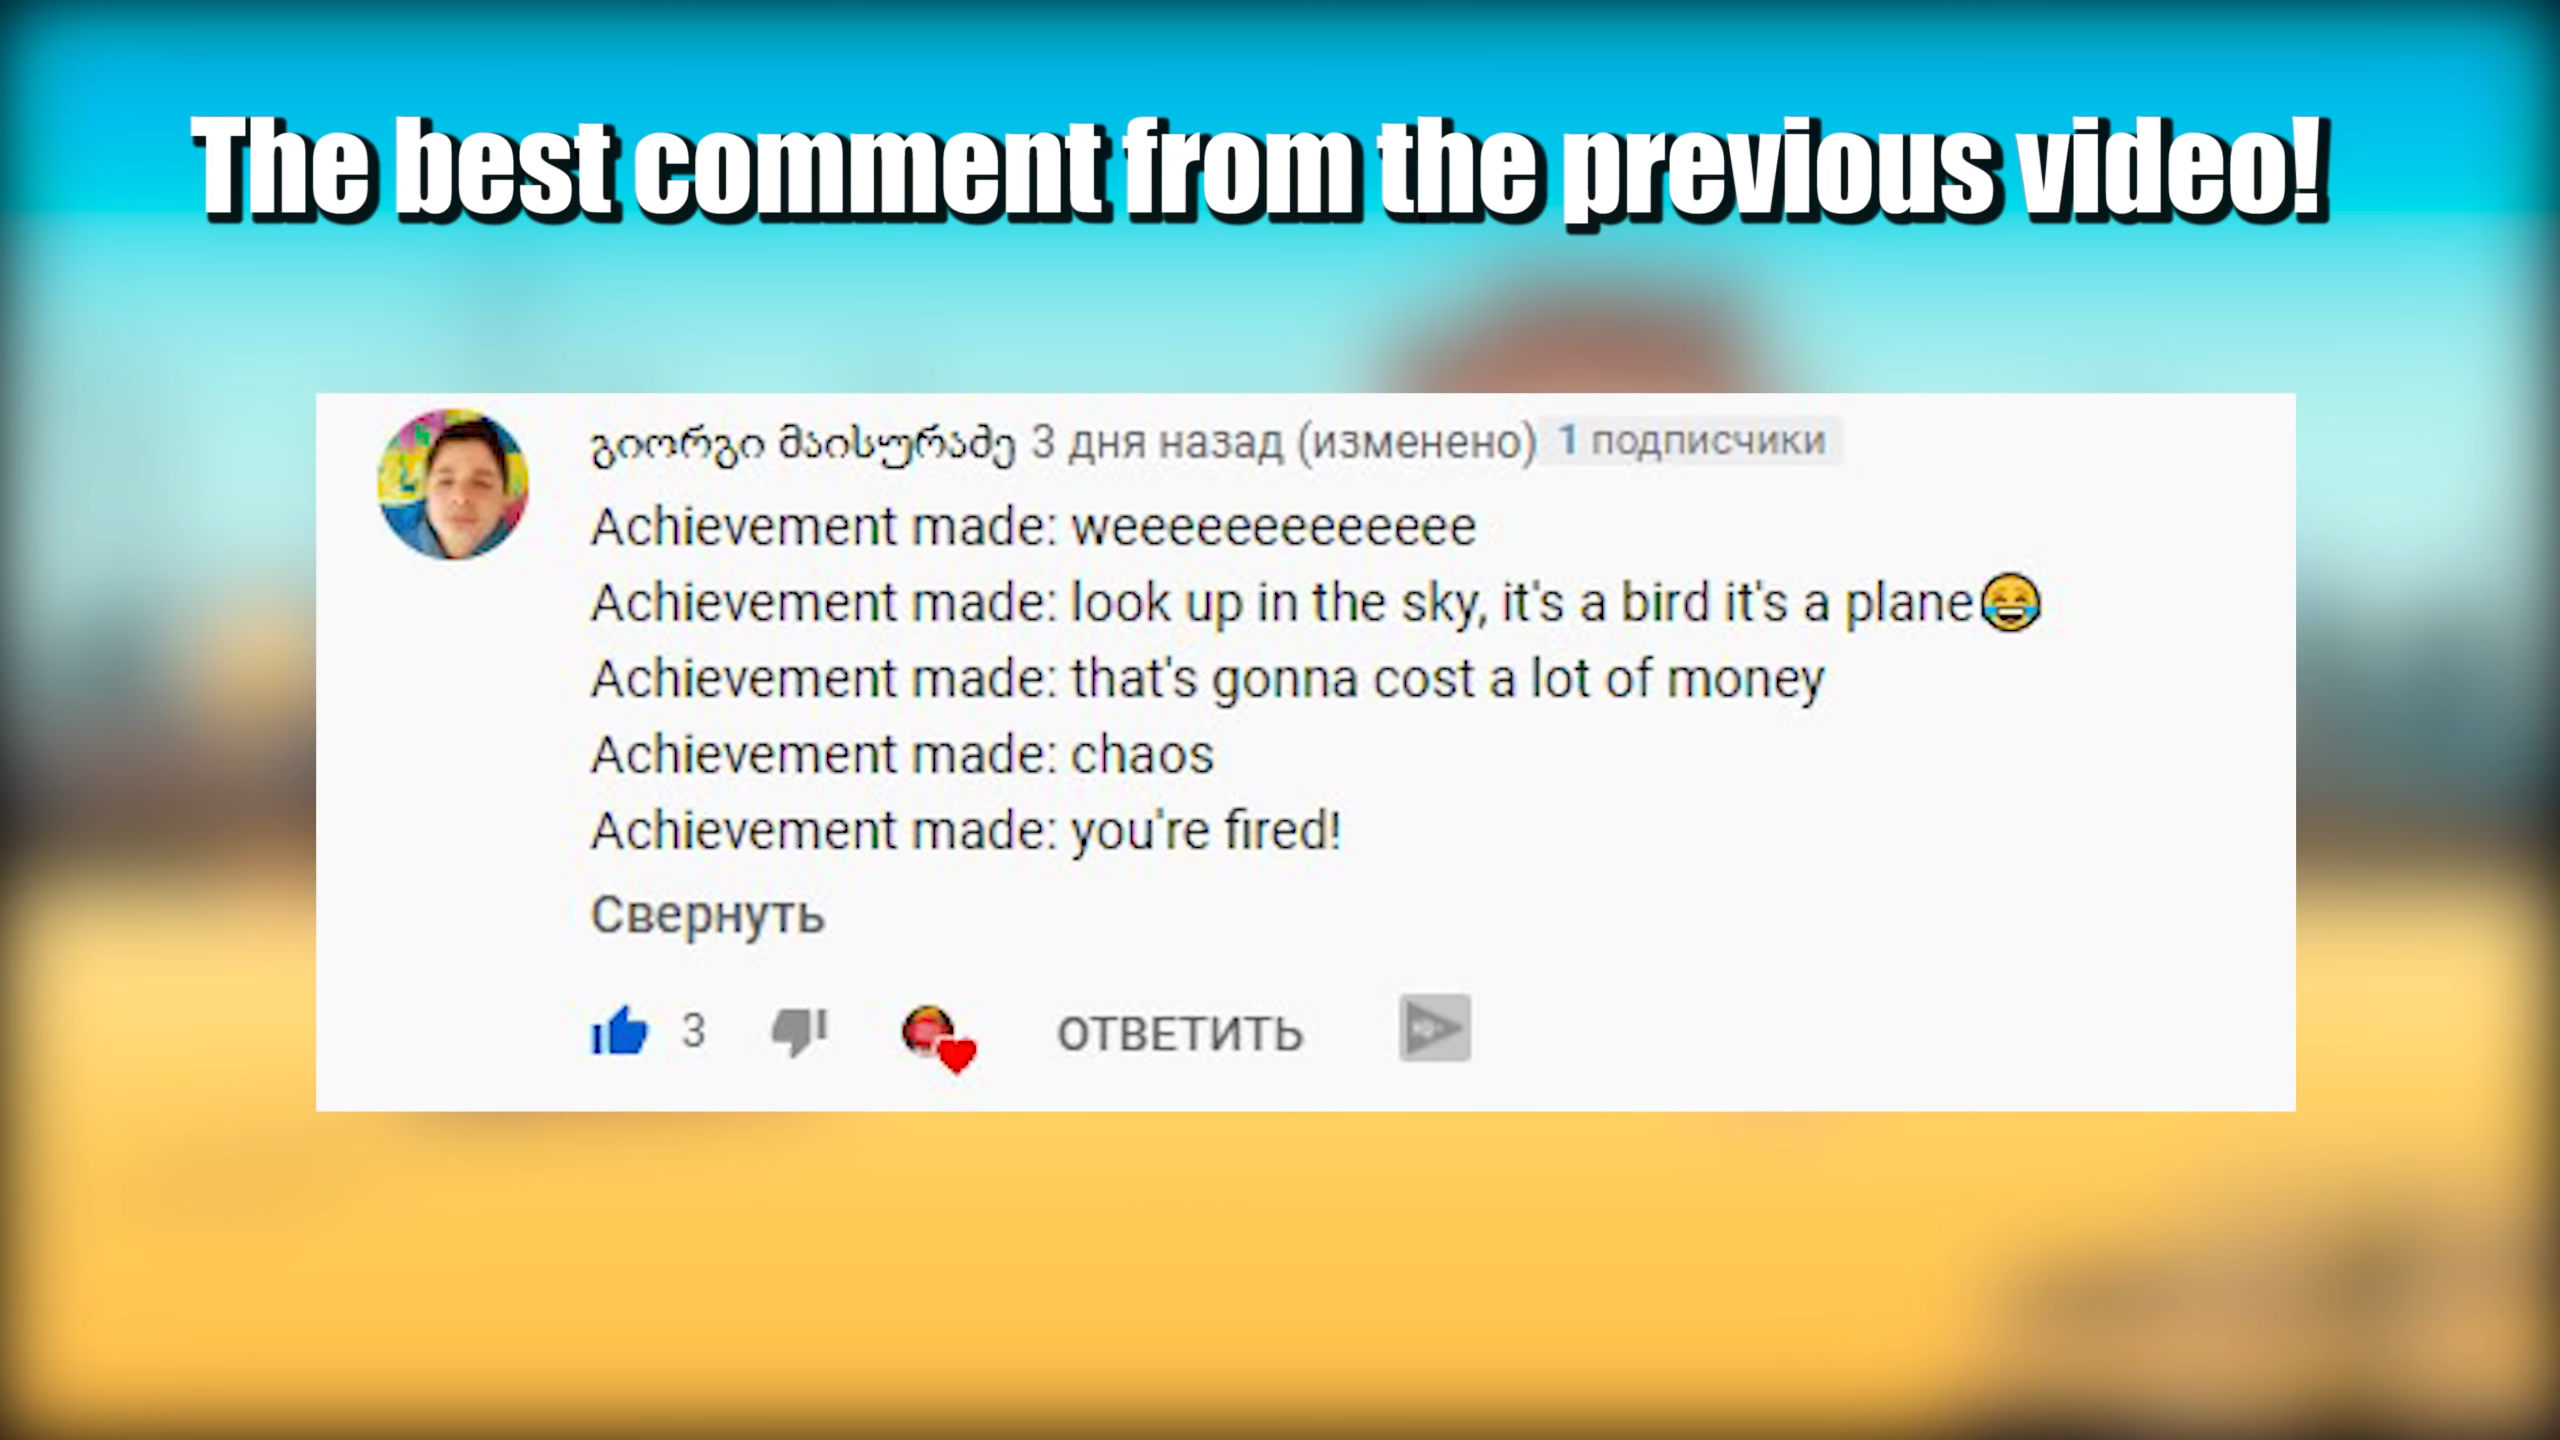 The best comment from the previous video!
გიორგი მაისურაძე 3 дня назад (изменено) 1 подписчики
Achievement made: weeeeeeeeeeeee
Achievement made: look up in the sky, it's a bird it's a plane😂
Achievement made: that's gonna cost a lot of money
Achievement made: chaos
Achievement made: you're fired!
Свернуть
3 ОТВЕТИТЬ